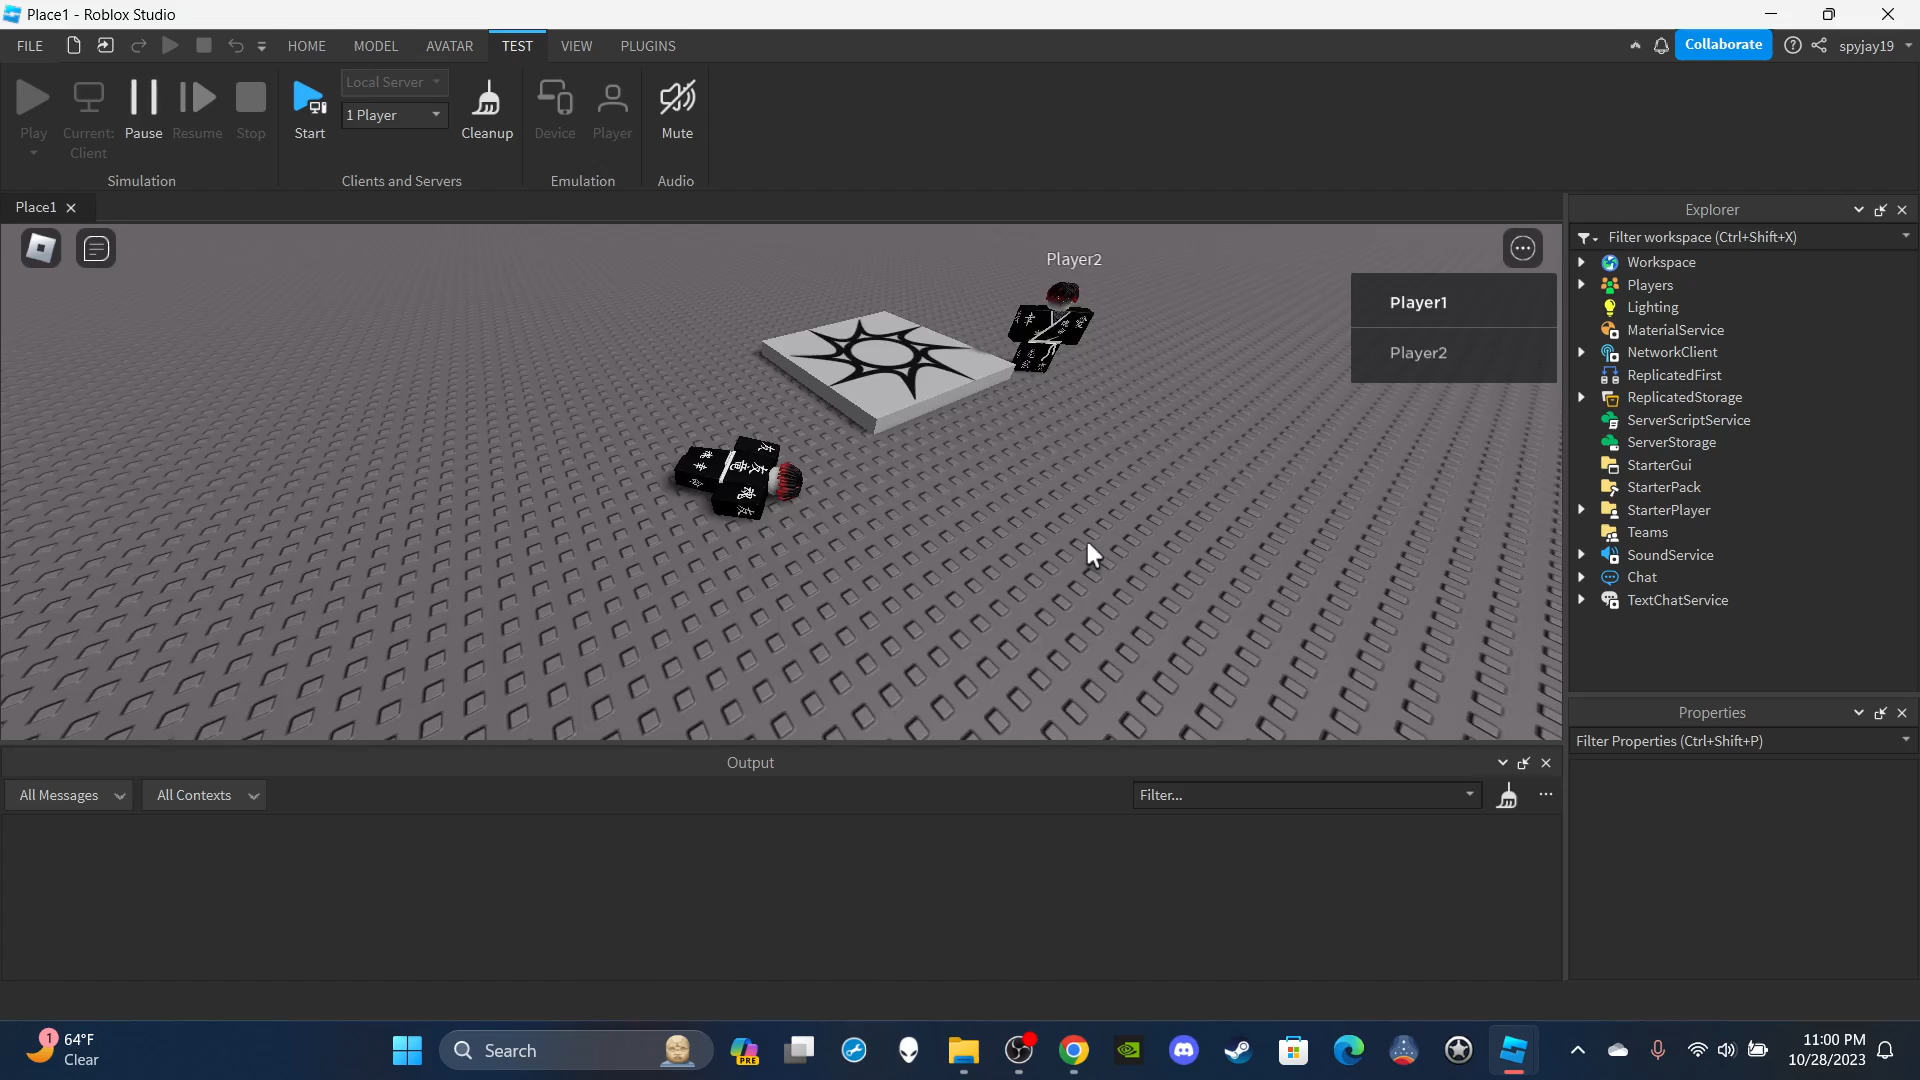 Place1 - Roblox Studio
FILE HOME MODEL AVATAR TEST VIEW PLUGINS Collaborate spyjay19
Local Server
1 Player
Play Current: Client Pause Resume Stop Start Cleanup Device Player Mute
Simulation Clients and Servers Emulation Audio
Place1
Player2
Player1
Player2
Explorer
Filter workspace (Ctrl+Shift+X)
Workspace
Players
Lighting
MaterialService
NetworkClient
ReplicatedFirst
ReplicatedStorage
ServerScriptService
ServerStorage
StarterGui
StarterPack
StarterPlayer
Teams
SoundService
Chat
TextChatService
Properties
Filter Properties (Ctrl+Shift+P)
Output
All Messages All Contexts Filter...
1 64°F
Clear
Search
PRE
11:00 PM
10/28/2023